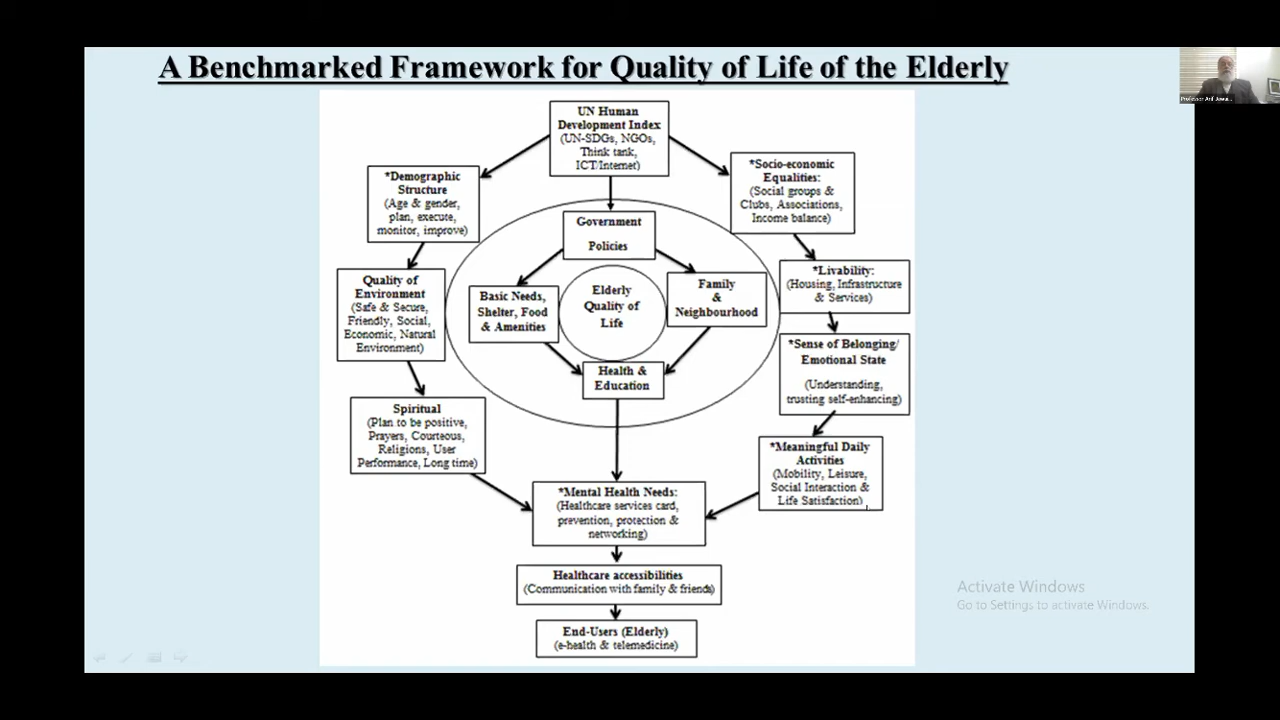 A Benchmarked Framework for Quality of Life of the Elderly
UN Human
Development Index
(UN-SDGs, NGOs,
Think tank,
ICT/Internet)
*Demographic
Structure
(Age & gender,
plan, execute,
monitor, improve)
*Socio-economic
Equalities:
(Social groups &
Clubs, Associations,
Income balance)
Government
Policies
Quality of
Environment
(Safe & Secure,
Friendly, Social,
Economic, Natural
Environment)
Basic Needs,
Shelter, Food
& Amenities
Elderly
Quality of
Life
Family
&
Neighbourhood
*Livability:
(Housing, Infrastructure
& Services)
*Sense of Belonging/
Emotional State
(Understanding,
trusting self-enhancing)
Health &
Education
Spiritual
(Plan to be positive,
Prayers, Courteous,
Religions, User
Performance, Long time)
*Meaningful Daily
Activities
(Mobility, Leisure,
Social Interaction &
Life Satisfaction)
*Mental Health Needs:
(Healthcare services card,
prevention, protection &
networking)
Healthcare accessibilities
(Communication with family & friends)
End-Users (Elderly)
(e-health & telemedicine)
Activate Windows
Go to Settings to activate Windows.
Professor Arif